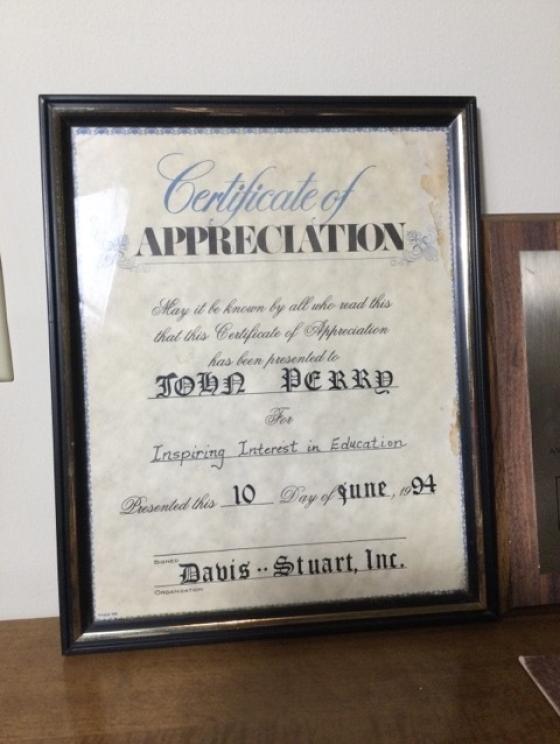 Certificate of
APPRECIATION
May it be known by all who read this
that this Certificate of Appreciation
has been presented to
JOHN PERRY
For
Inspiring Interest in Education
Presented this 10 Day of June, 1994
SIGNED
Davis -- Stuart, Inc.
ORGANIZATION